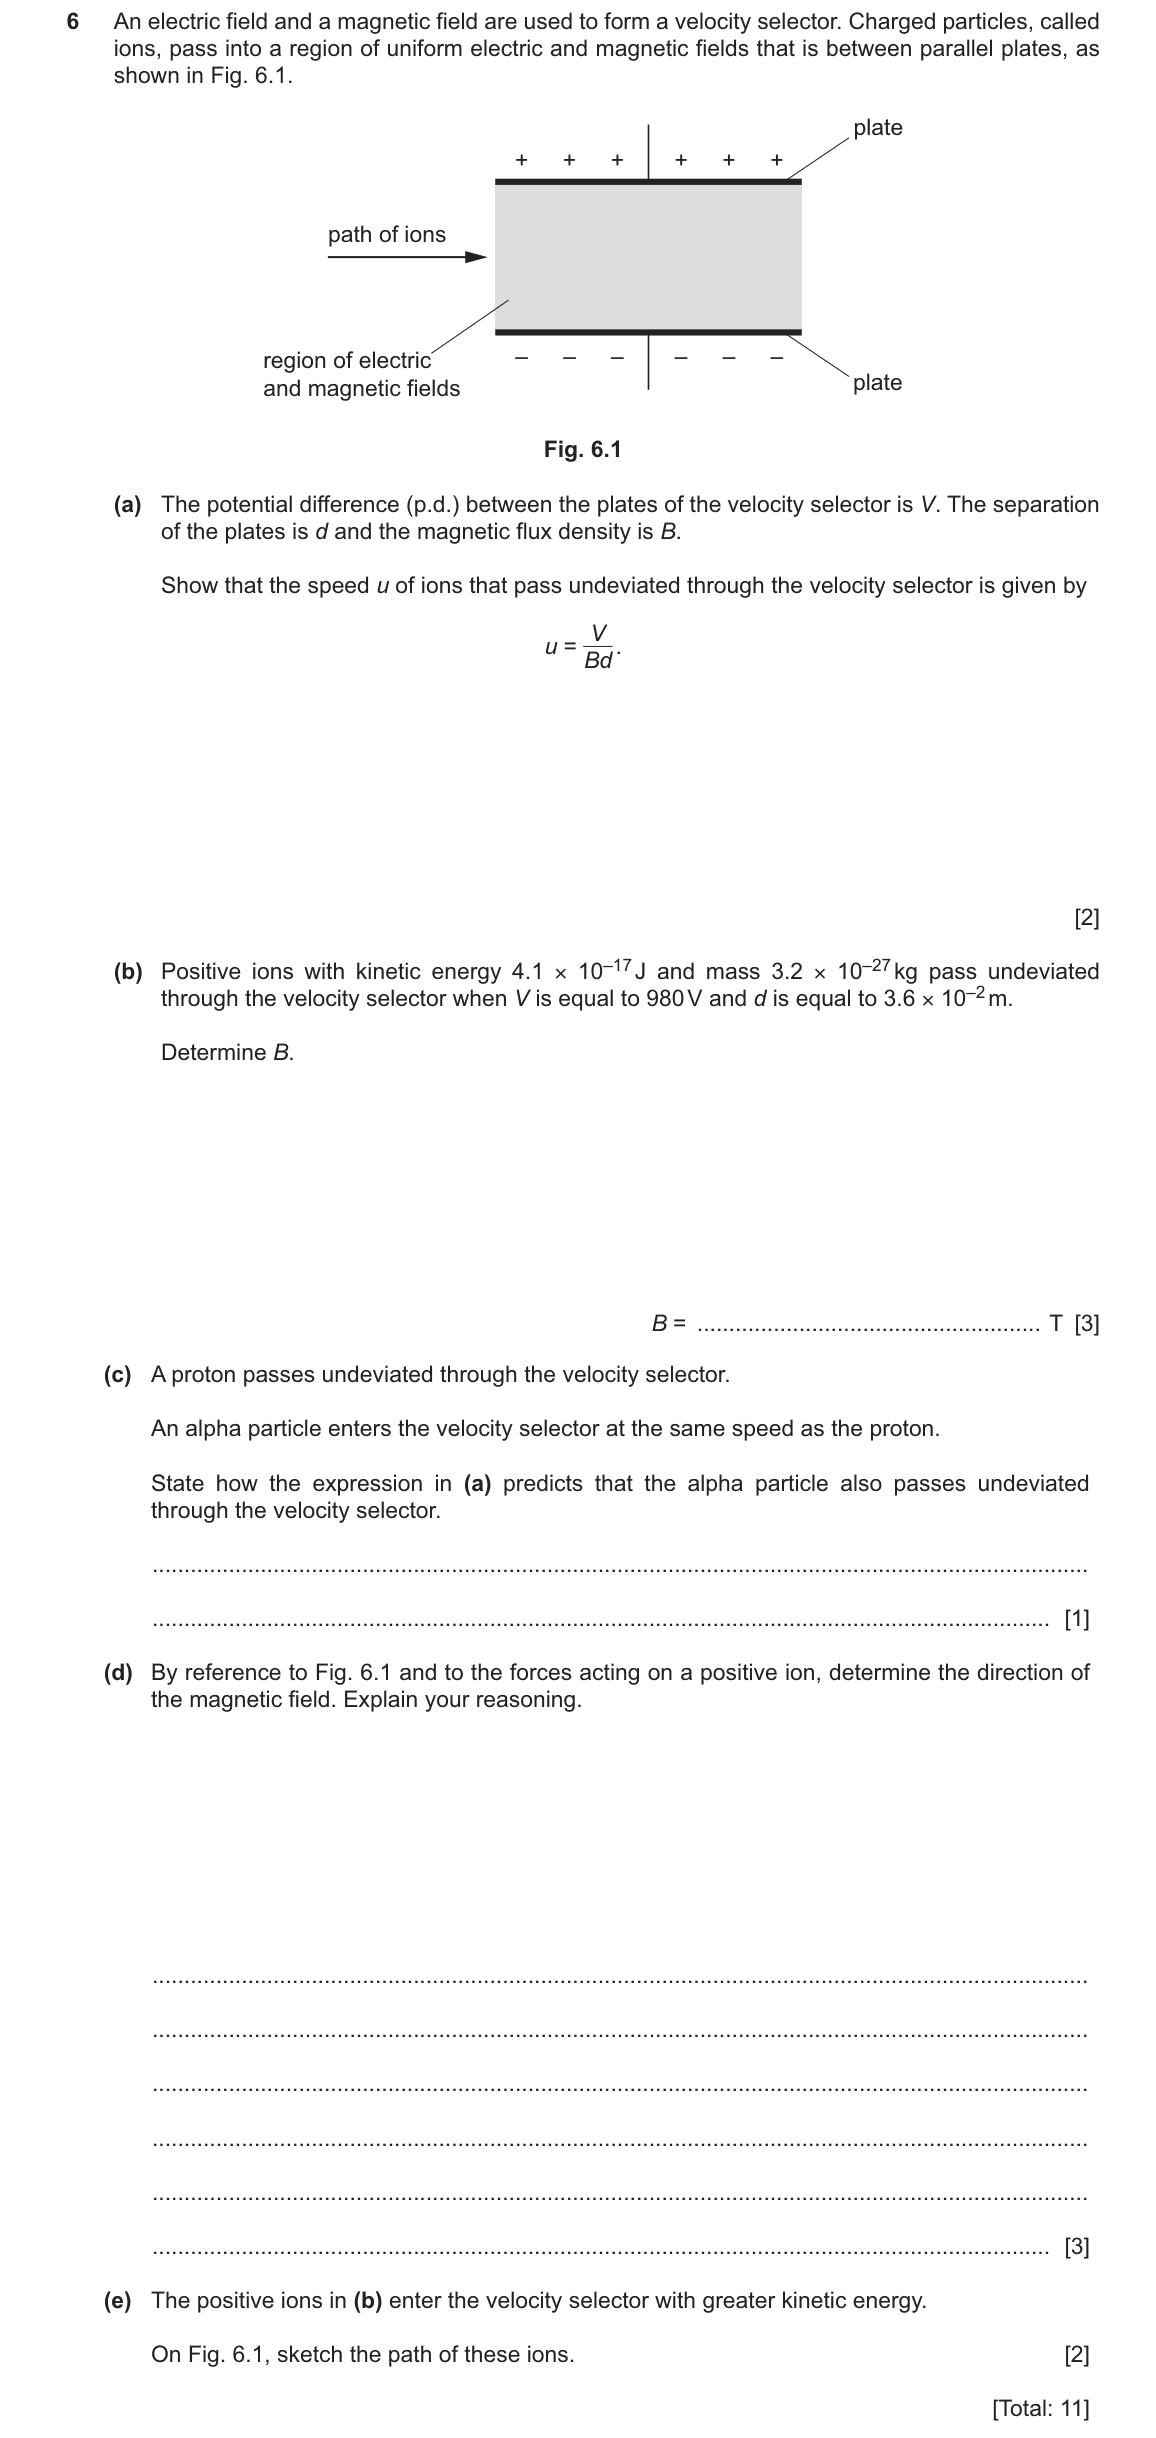 6 An electric field and a magnetic field are used to form a velocity selector. Charged particles, called
ions, pass into a region of uniform electric and magnetic fields that is between parallel plates, as
shown in Fig. 6.1.
plate
+ + + + + +
path of ions
region of electric
and magnetic fields
– – – – – –
plate
Fig. 6.1
(a) The potential difference (p.d.) between the plates of the velocity selector is V. The separation
of the plates is d and the magnetic flux density is B.
Show that the speed u of ions that pass undeviated through the velocity selector is given by
u = V/Bd.
[2]
(b) Positive ions with kinetic energy 4.1 × 10⁻¹⁷ J and mass 3.2 × 10⁻²⁷ kg pass undeviated
through the velocity selector when V is equal to 980 V and d is equal to 3.6 × 10⁻² m.
Determine B.
B = ...................................................... T [3]
(c) A proton passes undeviated through the velocity selector.
An alpha particle enters the velocity selector at the same speed as the proton.
State how the expression in (a) predicts that the alpha particle also passes undeviated
through the velocity selector.
...................................................................................................................................................
.............................................................................................................................................. [1]
(d) By reference to Fig. 6.1 and to the forces acting on a positive ion, determine the direction of
the magnetic field. Explain your reasoning.
...................................................................................................................................................
...................................................................................................................................................
...................................................................................................................................................
...................................................................................................................................................
...................................................................................................................................................
.............................................................................................................................................. [3]
(e) The positive ions in (b) enter the velocity selector with greater kinetic energy.
On Fig. 6.1, sketch the path of these ions. [2]
[Total: 11]